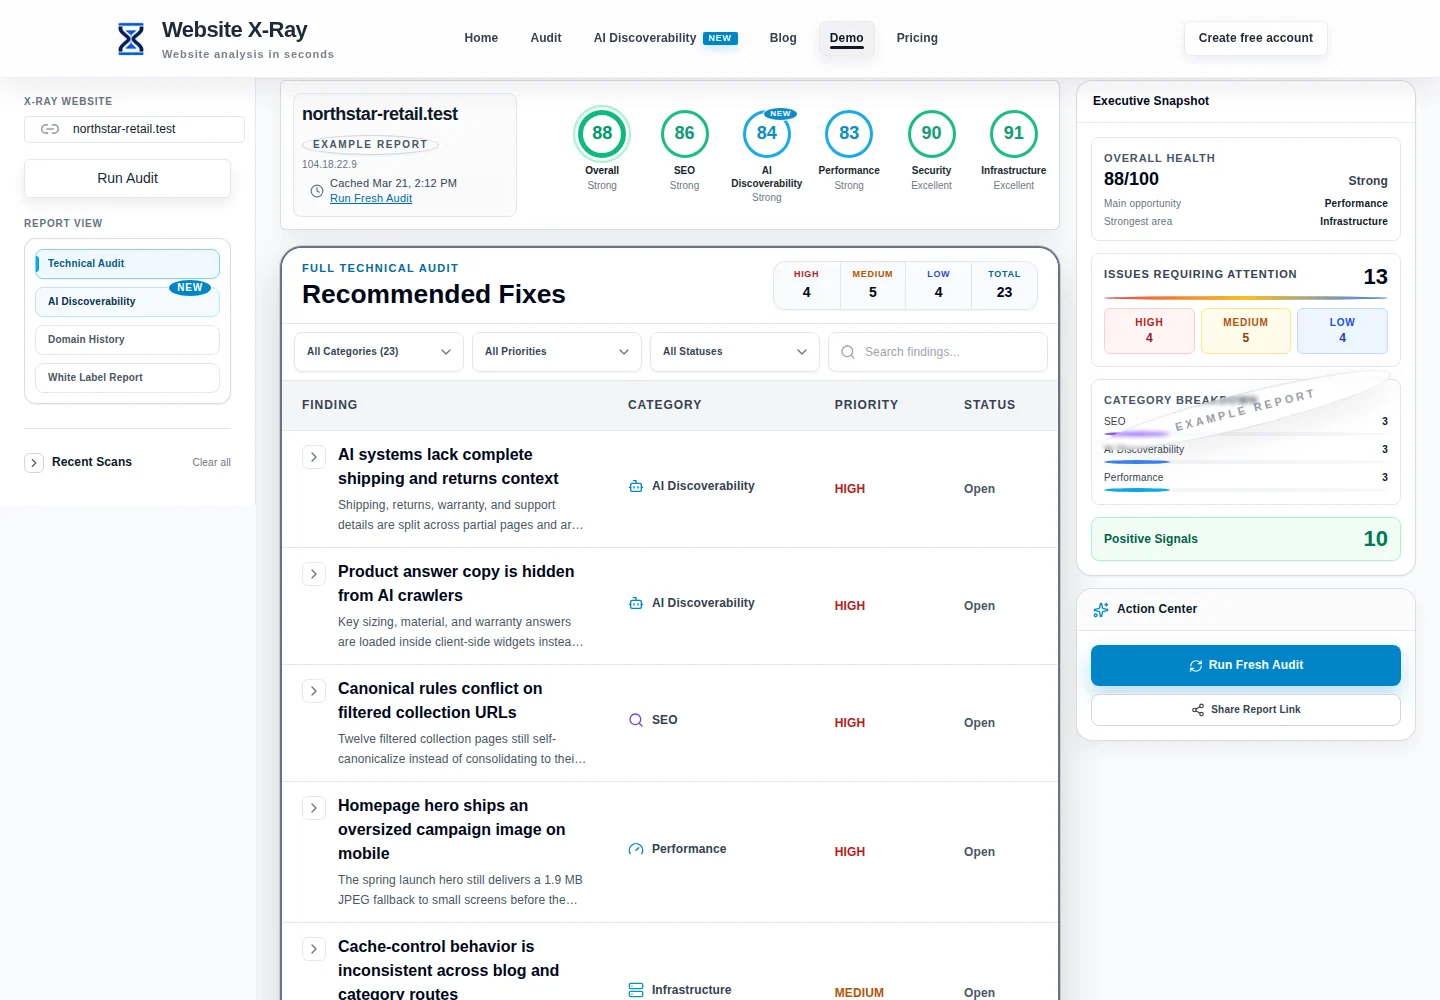 Website X-Ray
Website analysis in seconds
Home
Audit
AI Discoverability NEW
Blog
Demo
Pricing
Create free account
X-RAY WEBSITE
northstar-retail.test
Run Audit
REPORT VIEW
Technical Audit
AI Discoverability
NEW
Domain History
White Label Report
Recent Scans
Clear all
northstar-retail.test
EXAMPLE REPORT
104.18.22.9
Cached Mar 21, 2:12 PM
Run Fresh Audit
88
Overall
Strong
86
SEO
Strong
NEW
84
AI
Discoverability
Strong
83
Performance
Strong
90
Security
Excellent
91
Infrastructure
Excellent
FULL TECHNICAL AUDIT
Recommended Fixes
HIGH
4
MEDIUM
5
LOW
4
TOTAL
23
All Categories (23)
All Priorities
All Statuses
Search findings...
FINDING
CATEGORY
PRIORITY
STATUS
AI systems lack complete
shipping and returns context
Shipping, returns, warranty, and support
details are split across partial pages and ar…
AI Discoverability
HIGH
Open
Product answer copy is hidden
from AI crawlers
Key sizing, material, and warranty answers
are loaded inside client-side widgets instea…
AI Discoverability
HIGH
Open
Canonical rules conflict on
filtered collection URLs
Twelve filtered collection pages still self-
canonicalize instead of consolidating to thei…
SEO
HIGH
Open
Homepage hero ships an
oversized campaign image on
mobile
The spring launch hero still delivers a 1.9 MB
JPEG fallback to small screens before the…
Performance
HIGH
Open
Cache-control behavior is
inconsistent across blog and
category routes
Infrastructure
MEDIUM
Open
Executive Snapshot
OVERALL HEALTH
88/100
Strong
Main opportunity
Performance
Strongest area
Infrastructure
ISSUES REQUIRING ATTENTION
13
HIGH
4
MEDIUM
5
LOW
4
CATEGORY BREAKDOWN
EXAMPLE REPORT
SEO
3
AI Discoverability
3
Performance
3
Positive Signals
10
Action Center
Run Fresh Audit
Share Report Link